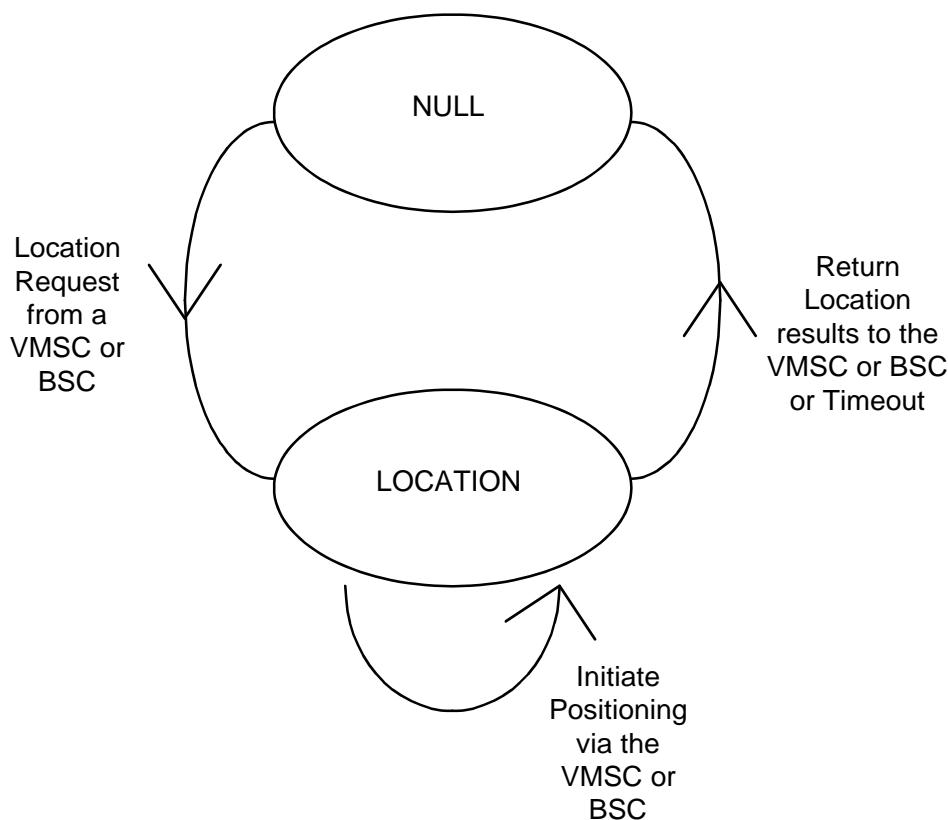 NULL
Location
Request
from a
VMSC or
BSC
Return
Location
results to the
VMSC or BSC
or Timeout
LOCATION
Initiate
Positioning
via the
VMSC or
BSC